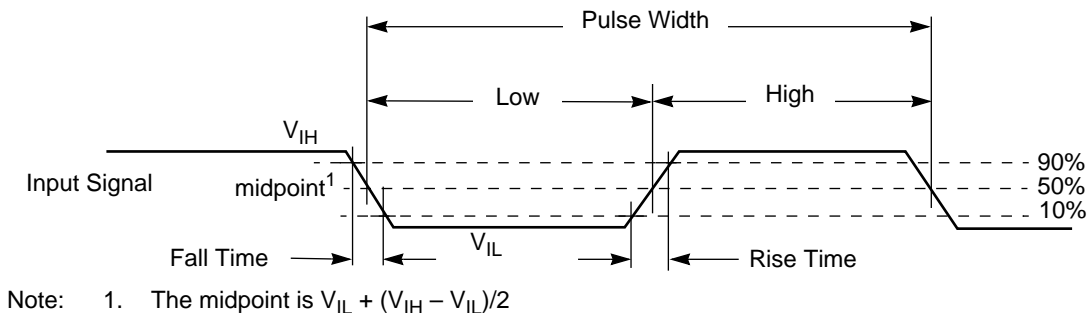 Pulse Width
Low High
V_IH
90%
Input Signal midpoint¹ 50%
10%
V_IL
Fall Time Rise Time
Note: 1. The midpoint is V_IL + (V_IH – V_IL)/2